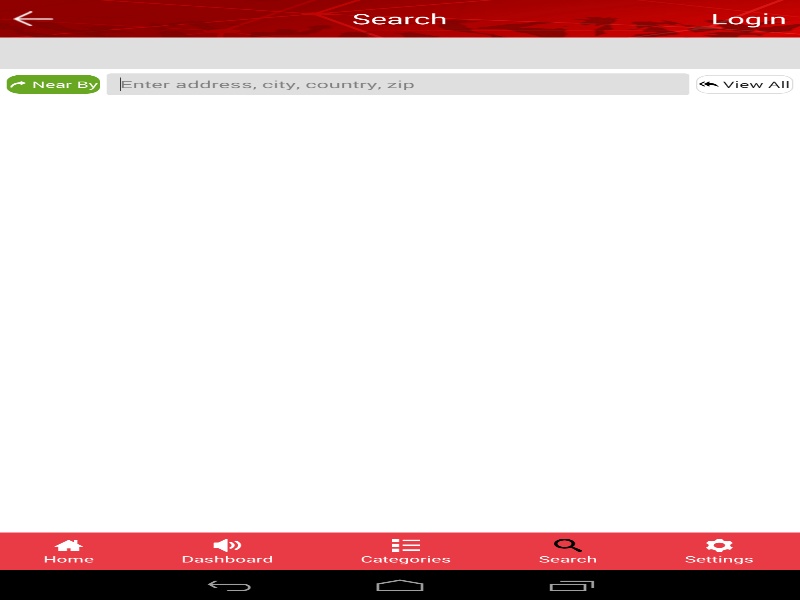 Search
Login
Near By
Enter address, city, country, zip
View All
Home
Dashboard
Categories
Search
Settings